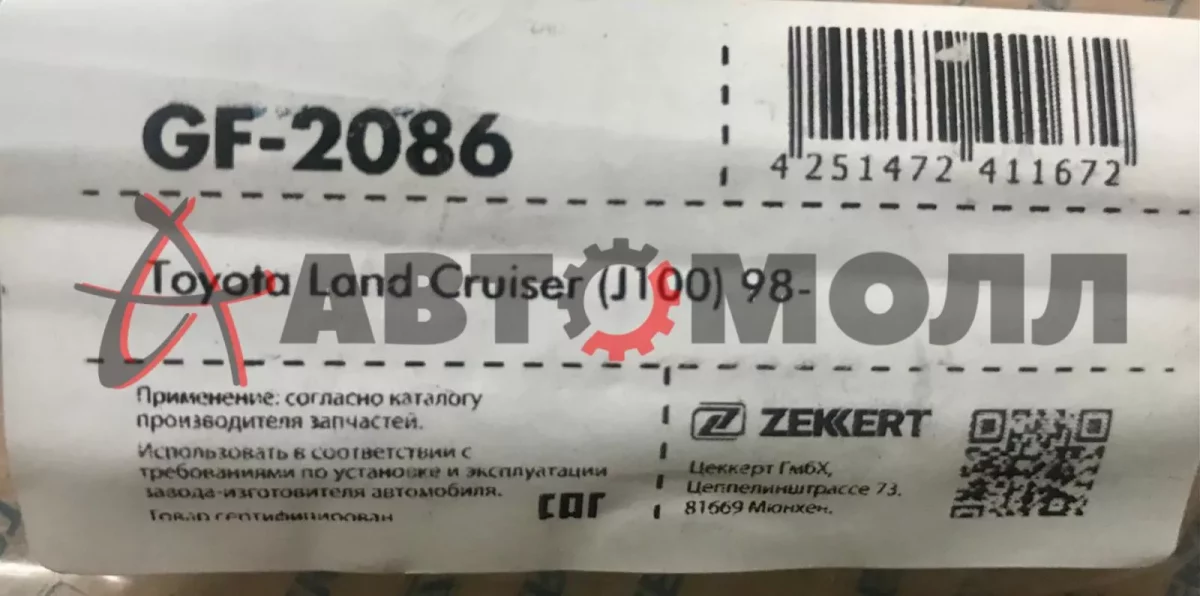 GF-2086
4 251472 411672
Toyota Land Cruiser (J100) 98-
АВТОМОЛЛ
Применение: согласно каталогу
производителя запчастей.
Использовать в соответствии с
требованиями по установке и эксплуатации
завода-изготовителя автомобиля.
Товар сертифицирован
EAC
ZEKKERT
Цеккерт ГмбХ,
Цеппелинштрассе 73,
81669 Мюнхен.